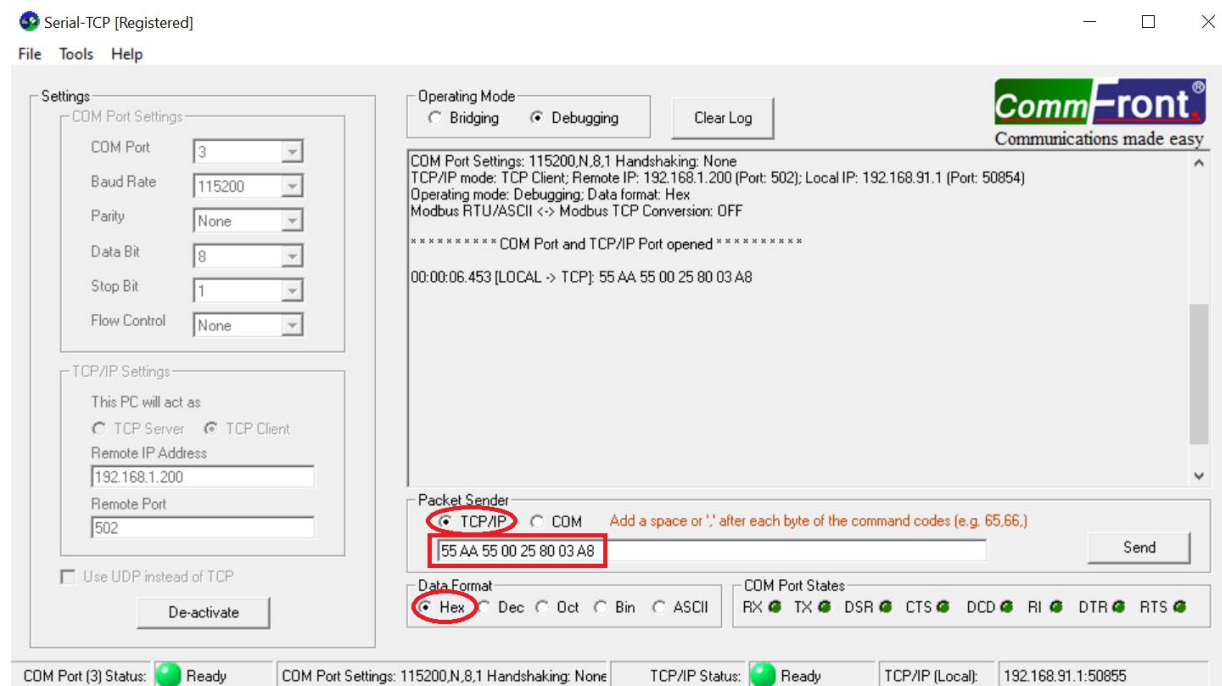 Serial-TCP [Registered]
File Tools Help
Settings
COM Port Settings
COM Port 3
Baud Rate 115200
Parity None
Data Bit 8
Stop Bit 1
Flow Control None
TCP/IP Settings
This PC will act as
TCP Server TCP Client
Remote IP Address
192.168.1.200
Remote Port
502
Use UDP instead of TCP
De-activate
Operating Mode
Bridging Debugging
Clear Log
CommFront®
Communications made easy
COM Port Settings: 115200,N,8,1 Handshaking: None
TCP/IP mode: TCP Client; Remote IP: 192.168.1.200 (Port: 502); Local IP: 192.168.91.1 (Port: 50854)
Operating mode: Debugging; Data format: Hex
Modbus RTU/ASCII <-> Modbus TCP Conversion: OFF
* * * * * * * * * * COM Port and TCP/IP Port opened * * * * * * * * * *
00:00:06.453 [LOCAL -> TCP]: 55 AA 55 00 25 80 03 A8
Packet Sender
TCP/IP COM Add a space or ',' after each byte of the command codes (e.g. 65,66,)
55 AA 55 00 25 80 03 A8
Send
Data Format
Hex Dec Oct Bin ASCII
COM Port States
RX TX DSR CTS DCD RI DTR RTS
COM Port (3) Status: Ready COM Port Settings: 115200,N,8,1 Handshaking: None TCP/IP Status: Ready TCP/IP (Local): 192.168.91.1:50855